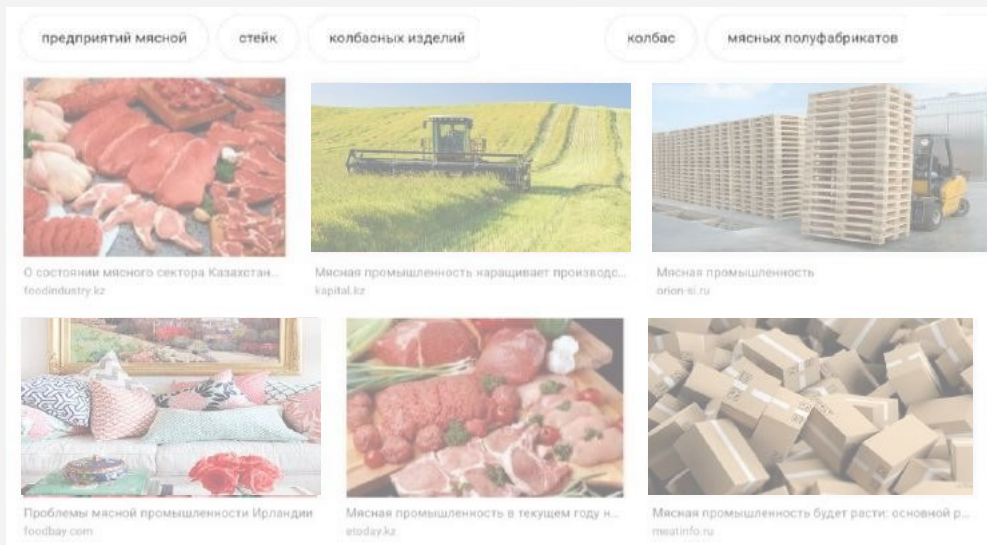 предприятий мясной
стейк
колбасных изделий
колбас
мясных полуфабрикатов
О состоянии мясного сектора Казахстан...
foodindustry.kz
Мясная промышленность наращивает производс...
kapital.kz
Мясная промышленность
orion-si.ru
Проблемы мясной промышленности Ирландии
foodbay.com
Мясная промышленность в текущем году н...
etoday.kz
Мясная промышленность будет расти: основной р...
meatinfo.ru